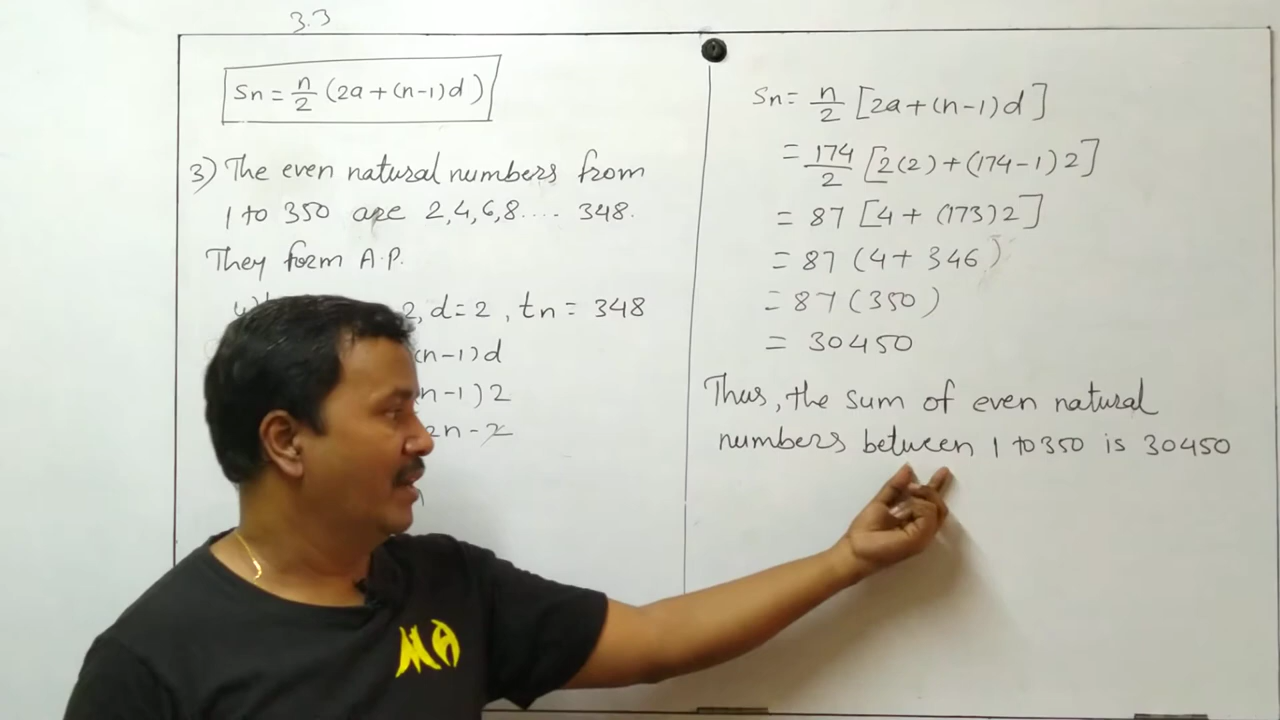 3.3
Sn = n/2 (2a + (n-1)d)
3) The even natural numbers from
1 to 350 are 2,4,6,8.... 348.
They form A.P.
2, d=2, tn = 348
(n-1)d
(n-1)2
2n-2
Sn = n/2 [2a + (n-1)d]
= 174/2 [2(2) + (174-1)2]
= 87 [4 + (173)2]
= 87 (4 + 346)
= 87 (350)
= 30450
Thus, the sum of even natural
numbers between 1 to 350 is 30450
MA